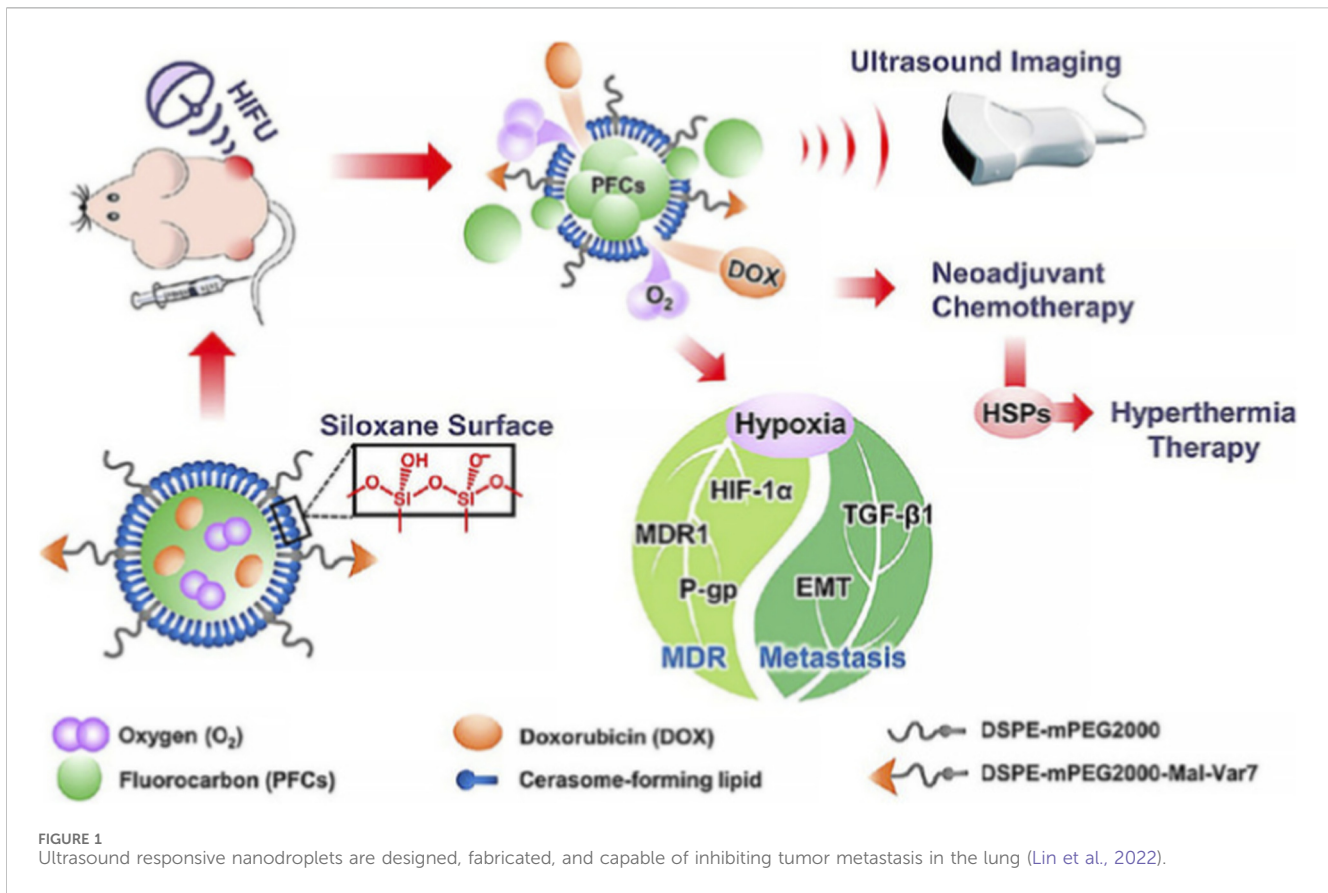 HIFU
Ultrasound Imaging
PFCs
DOX
O₂
Neoadjuvant
Chemotherapy
HSPs
Hyperthermia
Therapy
Siloxane Surface
OH
O⁻
O
Si
O
Si
O
Hypoxia
HIF-1α
TGF-β1
MDR1
P-gp
EMT
MDR
Metastasis
Oxygen (O₂)
Doxorubicin (DOX)
DSPE-mPEG2000
Fluorocarbon (PFCs)
Cerasome-forming lipid
DSPE-mPEG2000-Mal-Var7
FIGURE 1
Ultrasound responsive nanodroplets are designed, fabricated, and capable of inhibiting tumor metastasis in the lung (Lin et al., 2022).